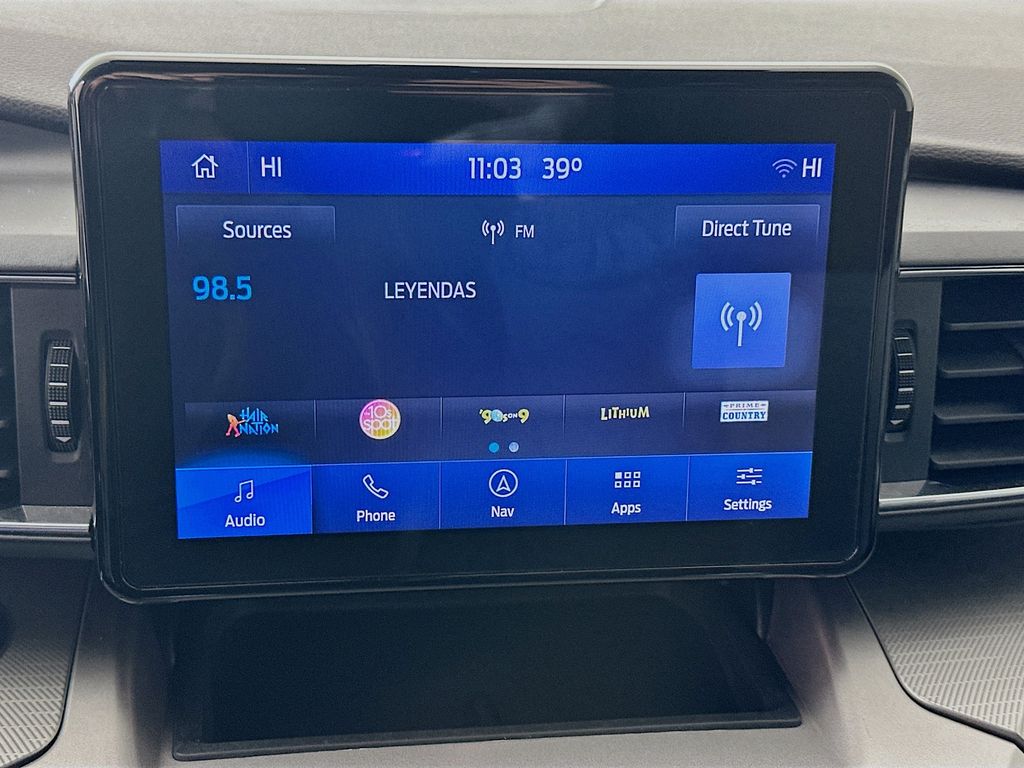 HI 11:03 39º HI
Sources FM Direct Tune
98.5 LEYENDAS
HAIR NATION
10s spot
'90s ON 9
LITHIUM
PRIME COUNTRY
Audio Phone Nav Apps Settings